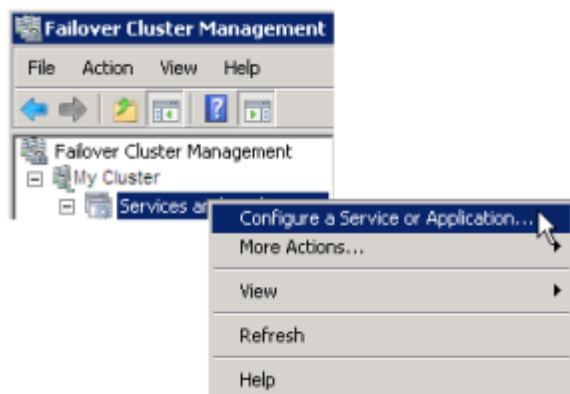 Failover Cluster Management
File Action View Help
Failover Cluster Management
My Cluster
Services a
Configure a Service or Application...
More Actions...
View
Refresh
Help